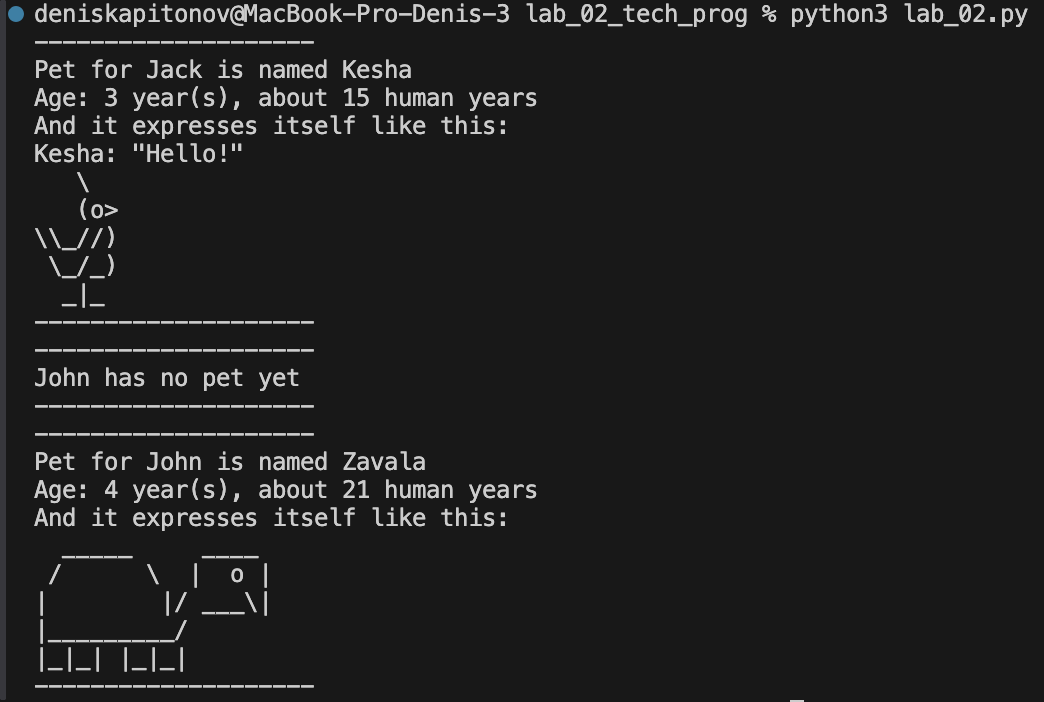 deniskapitonov@MacBook-Pro-Denis-3 lab_02_tech_prog % python3 lab_02.py
--------------------
Pet for Jack is named Kesha
Age: 3 year(s), about 15 human years
And it expresses itself like this:
Kesha: "Hello!"
   \
   (o>
\\_//)
 \_/_)
  _|_
--------------------
--------------------
John has no pet yet
--------------------
--------------------
Pet for John is named Zavala
Age: 4 year(s), about 21 human years
And it expresses itself like this:
  _____     ____
 /      \  |  o |
|        |/ ___\|
|_________/
|_|_| |_|_|
--------------------